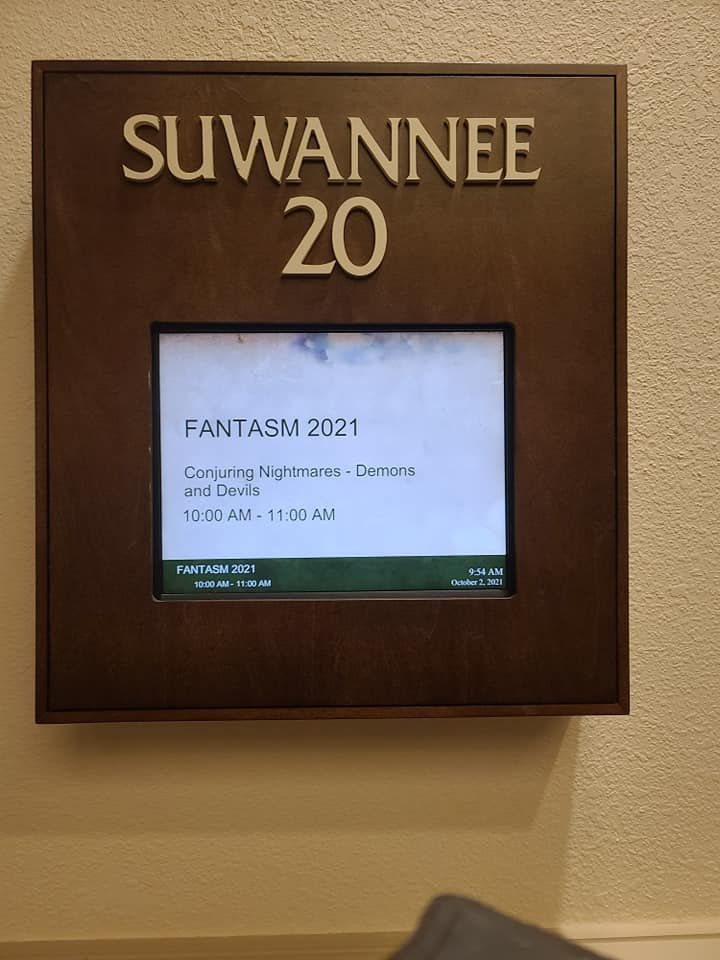 SUWANNEE
20
FANTASM 2021
Conjuring Nightmares - Demons
and Devils
10:00 AM - 11:00 AM
FANTASM 2021
10:00 AM - 11:00 AM
9:54 AM
October 2, 2021